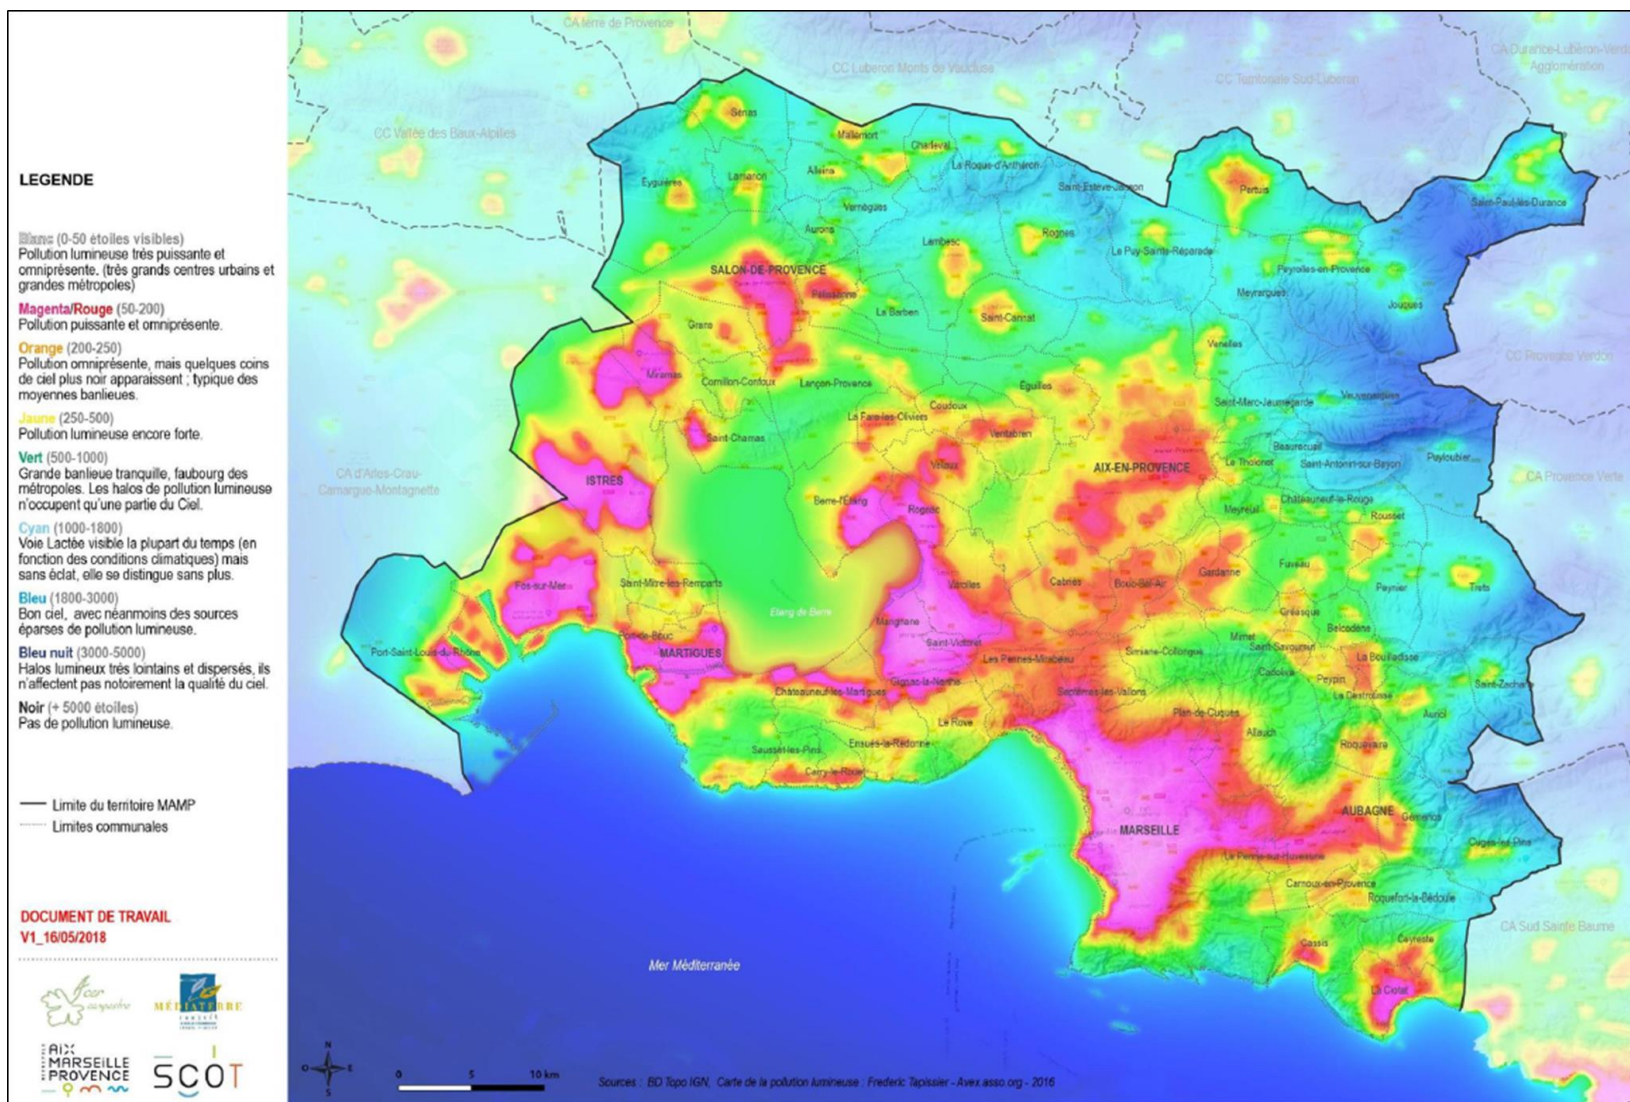 LEGENDE
Blanc (0-50 étoiles visibles)
Pollution lumineuse très puissante et
omniprésente. (très grands centres urbains et
grandes métropoles)
Magenta/Rouge (50-200)
Pollution puissante et omniprésente.
Orange (200-250)
Pollution omniprésente, mais quelques coins
de ciel plus noir apparaissent ; typique des
moyennes banlieues.
Jaune (250-500)
Pollution lumineuse encore forte.
Vert (500-1000)
Grande banlieue tranquille, faubourg des
métropoles. Les halos de pollution lumineuse
n'occupent qu'une partie du Ciel.
Cyan (1000-1800)
Voie Lactée visible la plupart du temps (en
fonction des conditions climatiques) mais
sans éclat, elle se distingue sans plus.
Bleu (1800-3000)
Bon ciel, avec néanmoins des sources
éparses de pollution lumineuse.
Bleu nuit (3000-5000)
Halos lumineux très lointains et dispersés, ils
n'affectent pas notoirement la qualité du ciel.
Noir (+ 5000 étoiles)
Pas de pollution lumineuse.
Limite du territoire MAMP
Limites communales
DOCUMENT DE TRAVAIL
V1_16/05/2018
MÉDIATERRE
CONSEIL
AIX
MARSEILLE
PROVENCE
SCOT
CA terre de Provence
CC Luberon Monts de Vaucluse
CC Territoriale Sud-Luberon
CA Durance-Lubéron-Verdo
Agglomération
CC Vallée des Baux-Alpilles
CA d'Arles-Crau-
Camargue-Montagnette
CC Provence Verdon
CA Provence Verte
CA Sud Sainte Baume
Sénas
Mallemort
Charleval
Alleins
La Roque-d'Anthéron
Eyguières
Lamanon
Saint-Estève-Janson
Pertuis
Saint-Paul-lès-Durance
Vernègues
Aurons
Lambesc
Rognes
Le Puy-Sainte-Réparade
Peyrolles-en-Provence
Meyrargues
Jouques
SALON-DE-PROVENCE
Pélissanne
La Barben
Saint-Cannat
Grans
Venelles
Miramas
Cornillon-Confoux
Lançon-Provence
Éguilles
Saint-Marc-Jaumegarde
Vauvenargues
Coudoux
La Fare-les-Oliviers
Ventabren
Saint-Chamas
Velaux
AIX-EN-PROVENCE
Beaurecueil
Le Tholonet
Saint-Antonin-sur-Bayon
Puyloubier
ISTRES
Berre-l'Étang
Rognac
Meyreuil
Châteauneuf-le-Rouge
Rousset
Fos-sur-Mer
Saint-Mitre-les-Remparts
Vitrolles
Cabriès
Bouc-Bel-Air
Gardanne
Fuveau
Peynier
Trets
Etang de Berre
Marignane
Gréasque
Belcodène
Port-de-Bouc
MARTIGUES
Saint-Victoret
Mimet
Saint-Savournin
Port-Saint-Louis-du-Rhône
Les Pennes-Mirabeau
Simiane-Collongue
La Bouilladisse
Cadolive
Peypin
La Destrousse
Châteauneuf-les-Martigues
Gignac-la-Nerthe
Septèmes-les-Vallons
Saint-Zacharie
Auriol
Plan-de-Cuques
Le Rove
Allauch
Roquevaire
Sausset-les-Pins
Ensuès-la-Redonne
Carry-le-Rouet
AUBAGNE
Gémenos
MARSEILLE
Cuges-les-Pins
La Penne-sur-Huveaune
Carnoux-en-Provence
Roquefort-la-Bédoule
Cassis
Ceyreste
La Ciotat
Mer Méditerranée
N
O
E
S
0
5
10 km
Sources : BD Topo IGN, Carte de la pollution lumineuse : Frederic Tapissier - Avex.asso.org - 2016